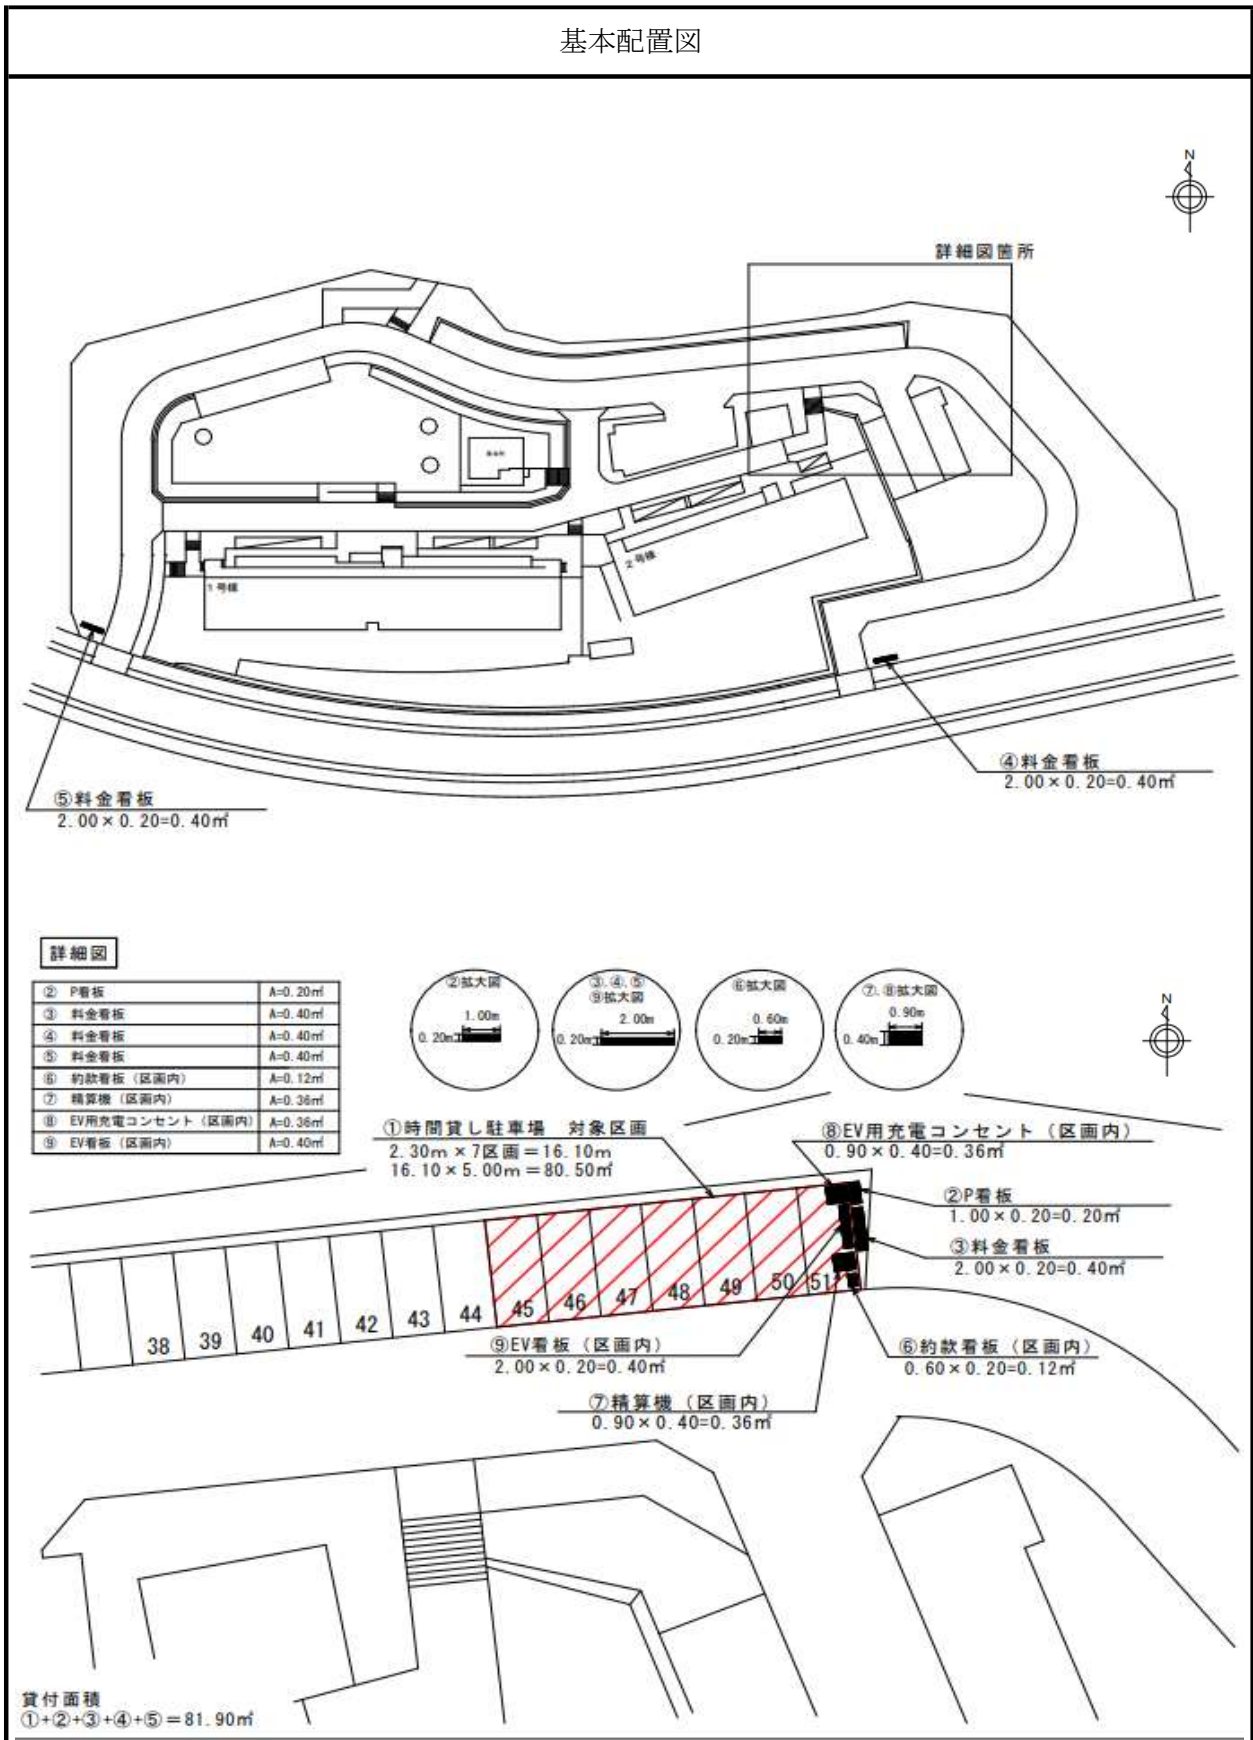 基本配置図
N
詳細図箇所
1号棟
2号棟
④料金看板
2.00×0.20=0.40㎡
⑤料金看板
2.00×0.20=0.40㎡
詳細図
② P看板 A=0.20㎡
③ 料金看板 A=0.40㎡
④ 料金看板 A=0.40㎡
⑤ 料金看板 A=0.40㎡
⑥ 約款看板（区画内） A=0.12㎡
⑦ 精算機（区画内） A=0.36㎡
⑧ EV用充電コンセント（区画内） A=0.36㎡
⑨ EV看板（区画内） A=0.40㎡
②拡大図
1.00m
0.20m
③.④.⑤
⑨拡大図
2.00m
0.20m
⑥拡大図
0.60m
0.20m
⑦.⑧拡大図
0.90m
0.40m
N
①時間貸し駐車場 対象区画
2.30m×7区画＝16.10m
16.10×5.00m＝80.50㎡
⑧EV用充電コンセント（区画内）
0.90×0.40=0.36㎡
②P看板
1.00×0.20=0.20㎡
③料金看板
2.00×0.20=0.40㎡
38 39 40 41 42 43 44 45 46 47 48 49 50 51
⑨EV看板（区画内）
2.00×0.20=0.40㎡
⑥約款看板（区画内）
0.60×0.20=0.12㎡
⑦精算機（区画内）
0.90×0.40=0.36㎡
貸付面積
①+②+③+④+⑤＝81.90㎡